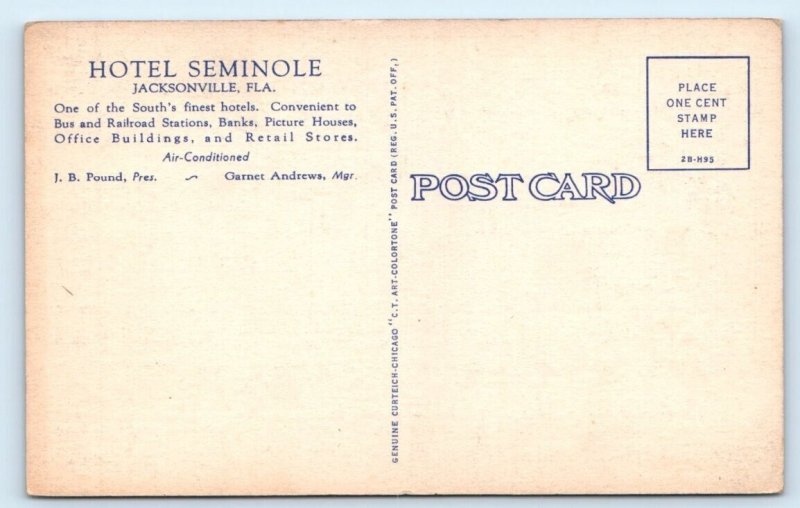 HOTEL SEMINOLE
JACKSONVILLE, FLA.
One of the South's finest hotels. Convenient to
Bus and Railroad Stations, Banks, Picture Houses,
Office Buildings, and Retail Stores.
Air-Conditioned
J. B. Pound, Pres. ~ Garnet Andrews, Mgr.
GENUINE CURTEICH-CHICAGO "C.T. ART-COLORTONE" POST CARD (REG. U.S. PAT. OFF.)
PLACE
ONE CENT
STAMP
HERE
2B-H95
POST CARD